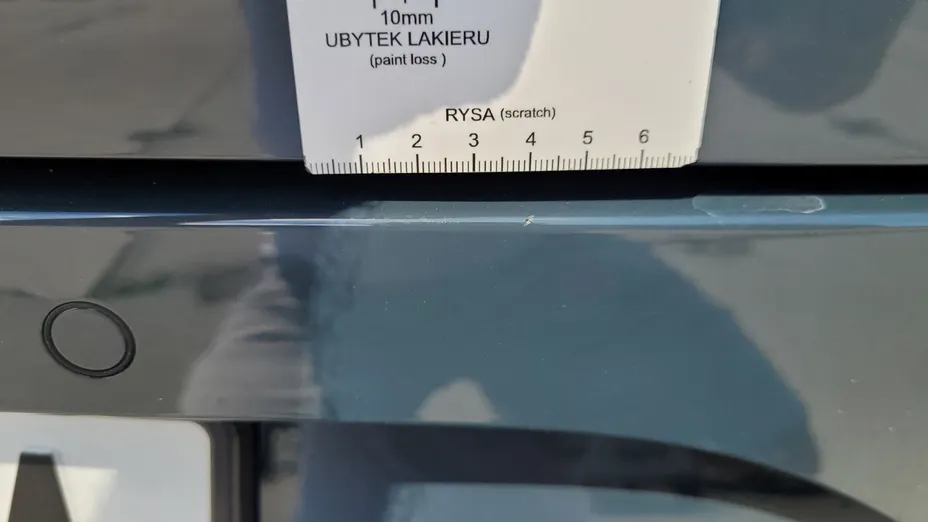 10mm
UBYTEK LAKIERU
(paint loss )
RYSA (scratch)
1 2 3 4 5 6